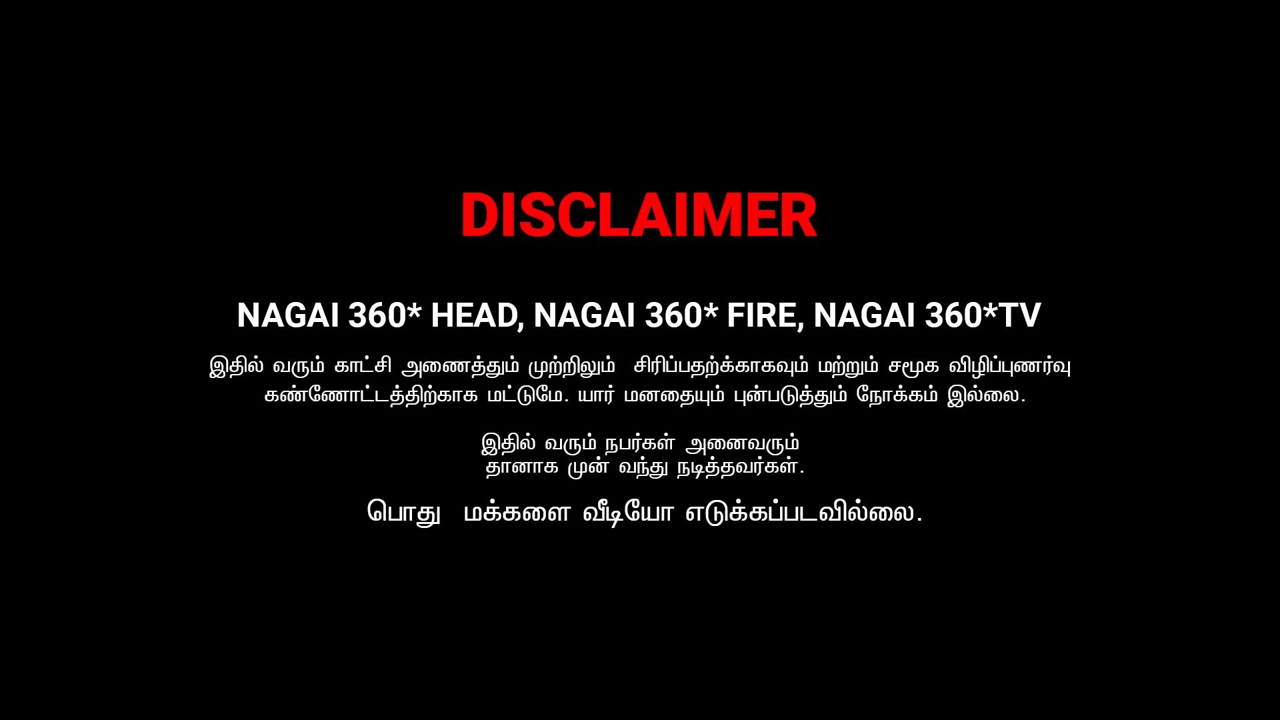 DISCLAIMER
NAGAI 360* HEAD, NAGAI 360* FIRE, NAGAI 360*TV
இதில் வரும் காட்சி அணைத்தும் முற்றிலும் சிரிப்பதற்க்காகவும் மற்றும் சமூக விழிப்புணர்வு
கண்ணோட்டத்திற்காக மட்டுமே. யார் மனதையும் புன்படுத்தும் நோக்கம் இல்லை.
இதில் வரும் நபர்கள் அனைவரும்
தானாக முன் வந்து நடித்தவர்கள்.
பொது மக்களை வீடியோ எடுக்கப்படவில்லை.